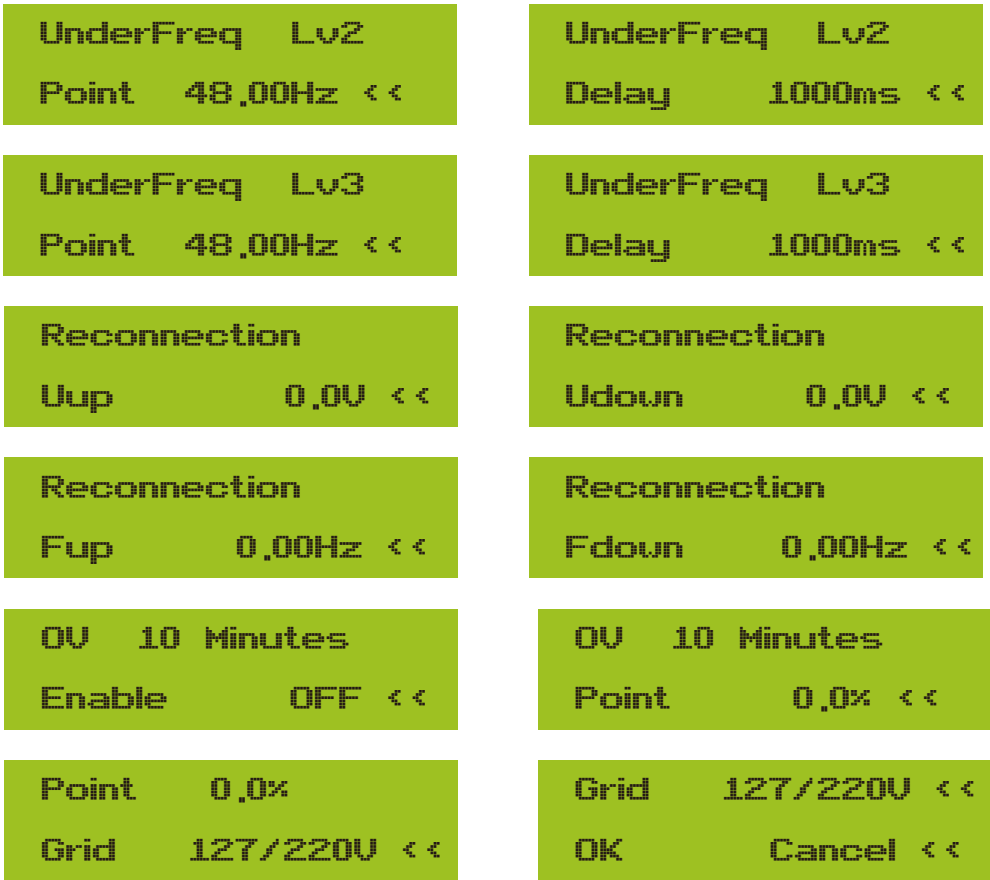 UnderFreq Lv2
Point 48.00Hz <<
UnderFreq Lv2
Delay 1000ms <<
UnderFreq Lv3
Point 48.00Hz <<
UnderFreq Lv3
Delay 1000ms <<
Reconnection
Uup 0.0V <<
Reconnection
Udown 0.0V <<
Reconnection
Fup 0.00Hz <<
Reconnection
Fdown 0.00Hz <<
OV 10 Minutes
Enable OFF <<
OV 10 Minutes
Point 0.0% <<
Point 0.0%
Grid 127/220V <<
Grid 127/220V <<
OK Cancel <<